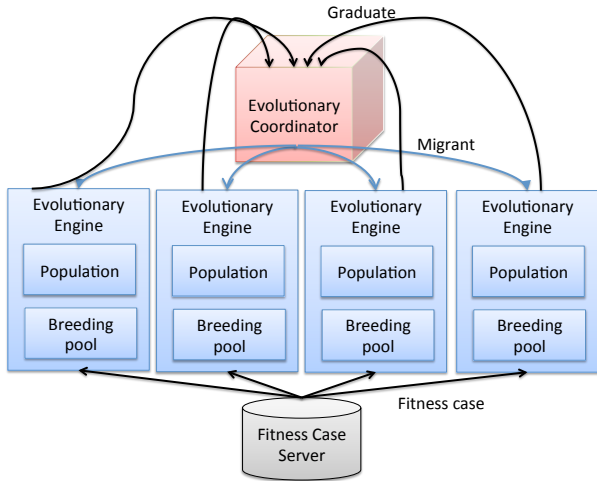 Graduate
Evolutionary
Coordinator
Migrant
Evolutionary
Engine
Population
Breeding
pool
Evolutionary
Engine
Population
Breeding
pool
Evolutionary
Engine
Population
Breeding
pool
Evolutionary
Engine
Population
Breeding
pool
Fitness case
Fitness Case
Server